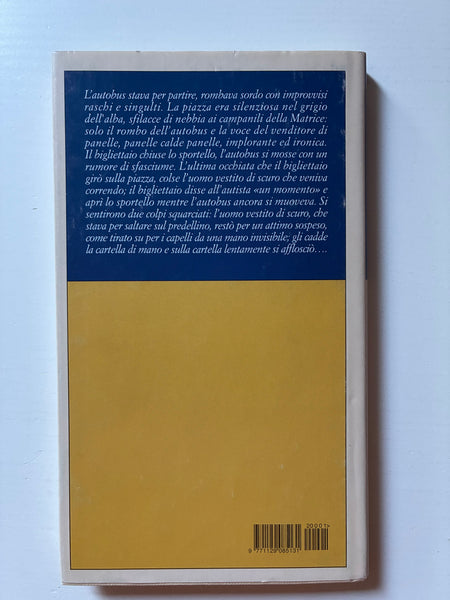 L'autobus stava per partire, rombava sordo con improvvisi
raschi e singulti. La piazza era silenziosa nel grigio
dell'alba, sfilacce di nebbia ai campanili della Matrice:
solo il rombo dell'autobus e la voce del venditore di
panelle, panelle calde panelle, implorante ed ironica.
Il bigliettaio chiuse lo sportello, l'autobus si mosse con un
rumore di sfasciume. L'ultima occhiata che il bigliettaio
girò sulla piazza, colse l'uomo vestito di scuro che veniva
correndo; il bigliettaio disse all'autista «un momento» e
aprì lo sportello mentre l'autobus ancora si muoveva. Si
sentirono due colpi squarciati: l'uomo vestito di scuro, che
stava per saltare sul predellino, restò per un attimo sospeso,
come tirato su per i capelli da una mano invisibile; gli cadde
la cartella di mano e sulla cartella lentamente si afflosciò….
20001>
9 771129 085131